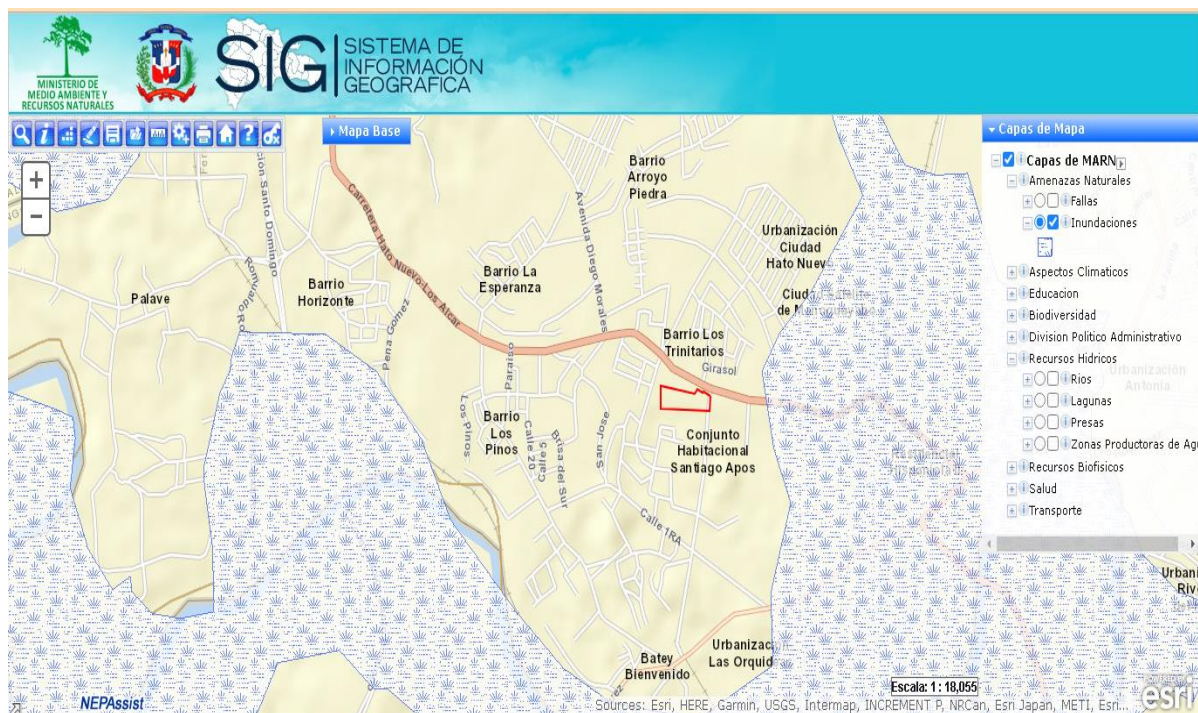 MINISTERIO DE
MEDIO AMBIENTE Y
RECURSOS NATURALES
SIG
SISTEMA DE
INFORMACIÓN
GEOGRAFICA
Mapa Base
Capas de Mapa
Capas de MARN
Amenazas Naturales
Fallas
Inundaciones
Aspectos Climaticos
Educacion
Biodiversidad
Division Politico Administrativo
Recursos Hidricos
Rios
Lagunas
Presas
Zonas Productoras de Agu
Recursos Biofisicos
Salud
Transporte
Palave
Barrio
Horizonte
Pena Gomez
Carretera Hato Nuevo-Los Alcar
Barrio La
Esperanza
Avenida Diego Morales
Barrio
Arroyo
Piedra
Urbanización
Ciudad
Hato Nuev
Barrio Los
Trinitarios
Girasol
Paraiso
Los Pinos
Barrio
Los
Pinos
Calle 20
Calle 5
Brisa del Sur
San Jose
Conjunto
Habitacional
Santiago Apos
Calle 1RA
Batey
Bienvenido
Urbanizac
Las Orquid
Urbanización
Antonia
Urbani
Rive
Escala: 1 : 18,055
NEPAssist
Sources: Esri, HERE, Garmin, USGS, Intermap, INCREMENT P, NRCan, Esri Japan, METI, Esri...
esri